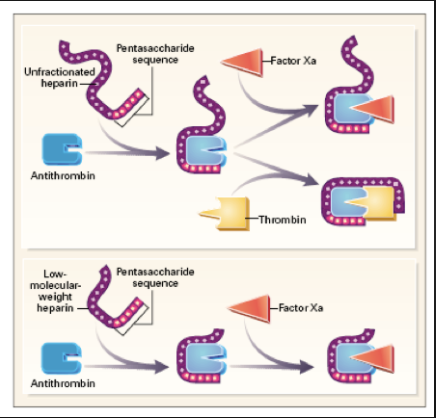 Pentasaccharide
sequence
Unfractionated
heparin
Factor Xa
Antithrombin
Thrombin
Low-
molecular-
weight
heparin
Pentasaccharide
sequence
Factor Xa
Antithrombin